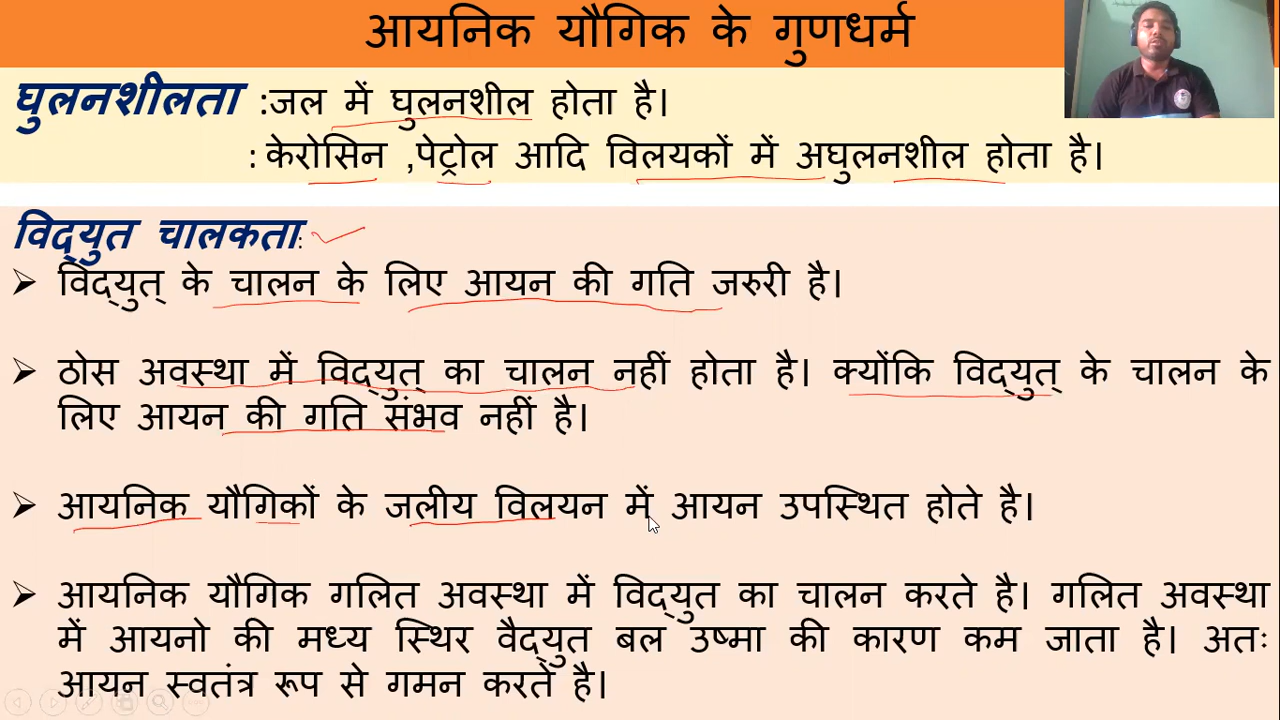 आयनिक यौगिक के गुणधर्म
घुलनशीलता :जल में घुलनशील होता है।
: केरोसिन ,पेट्रोल आदि विलयकों में अघुलनशील होता है।
विद्‌युत चालकता:
➢ विद्‌युत् के चालन के लिए आयन की गति जरुरी है।
➢ ठोस अवस्था में विद्‌युत् का चालन नहीं होता है। क्योंकि विद्‌युत् के चालन के
लिए आयन की गति संभव नहीं है।
➢ आयनिक यौगिकों के जलीय विलयन में आयन उपस्थित होते है।
➢ आयनिक यौगिक गलित अवस्था में विद्‌युत का चालन करते है। गलित अवस्था
में आयनो की मध्य स्थिर वैद्‌युत बल उष्मा की कारण कम जाता है। अतः
आयन स्वतंत्र रूप से गमन करते है।